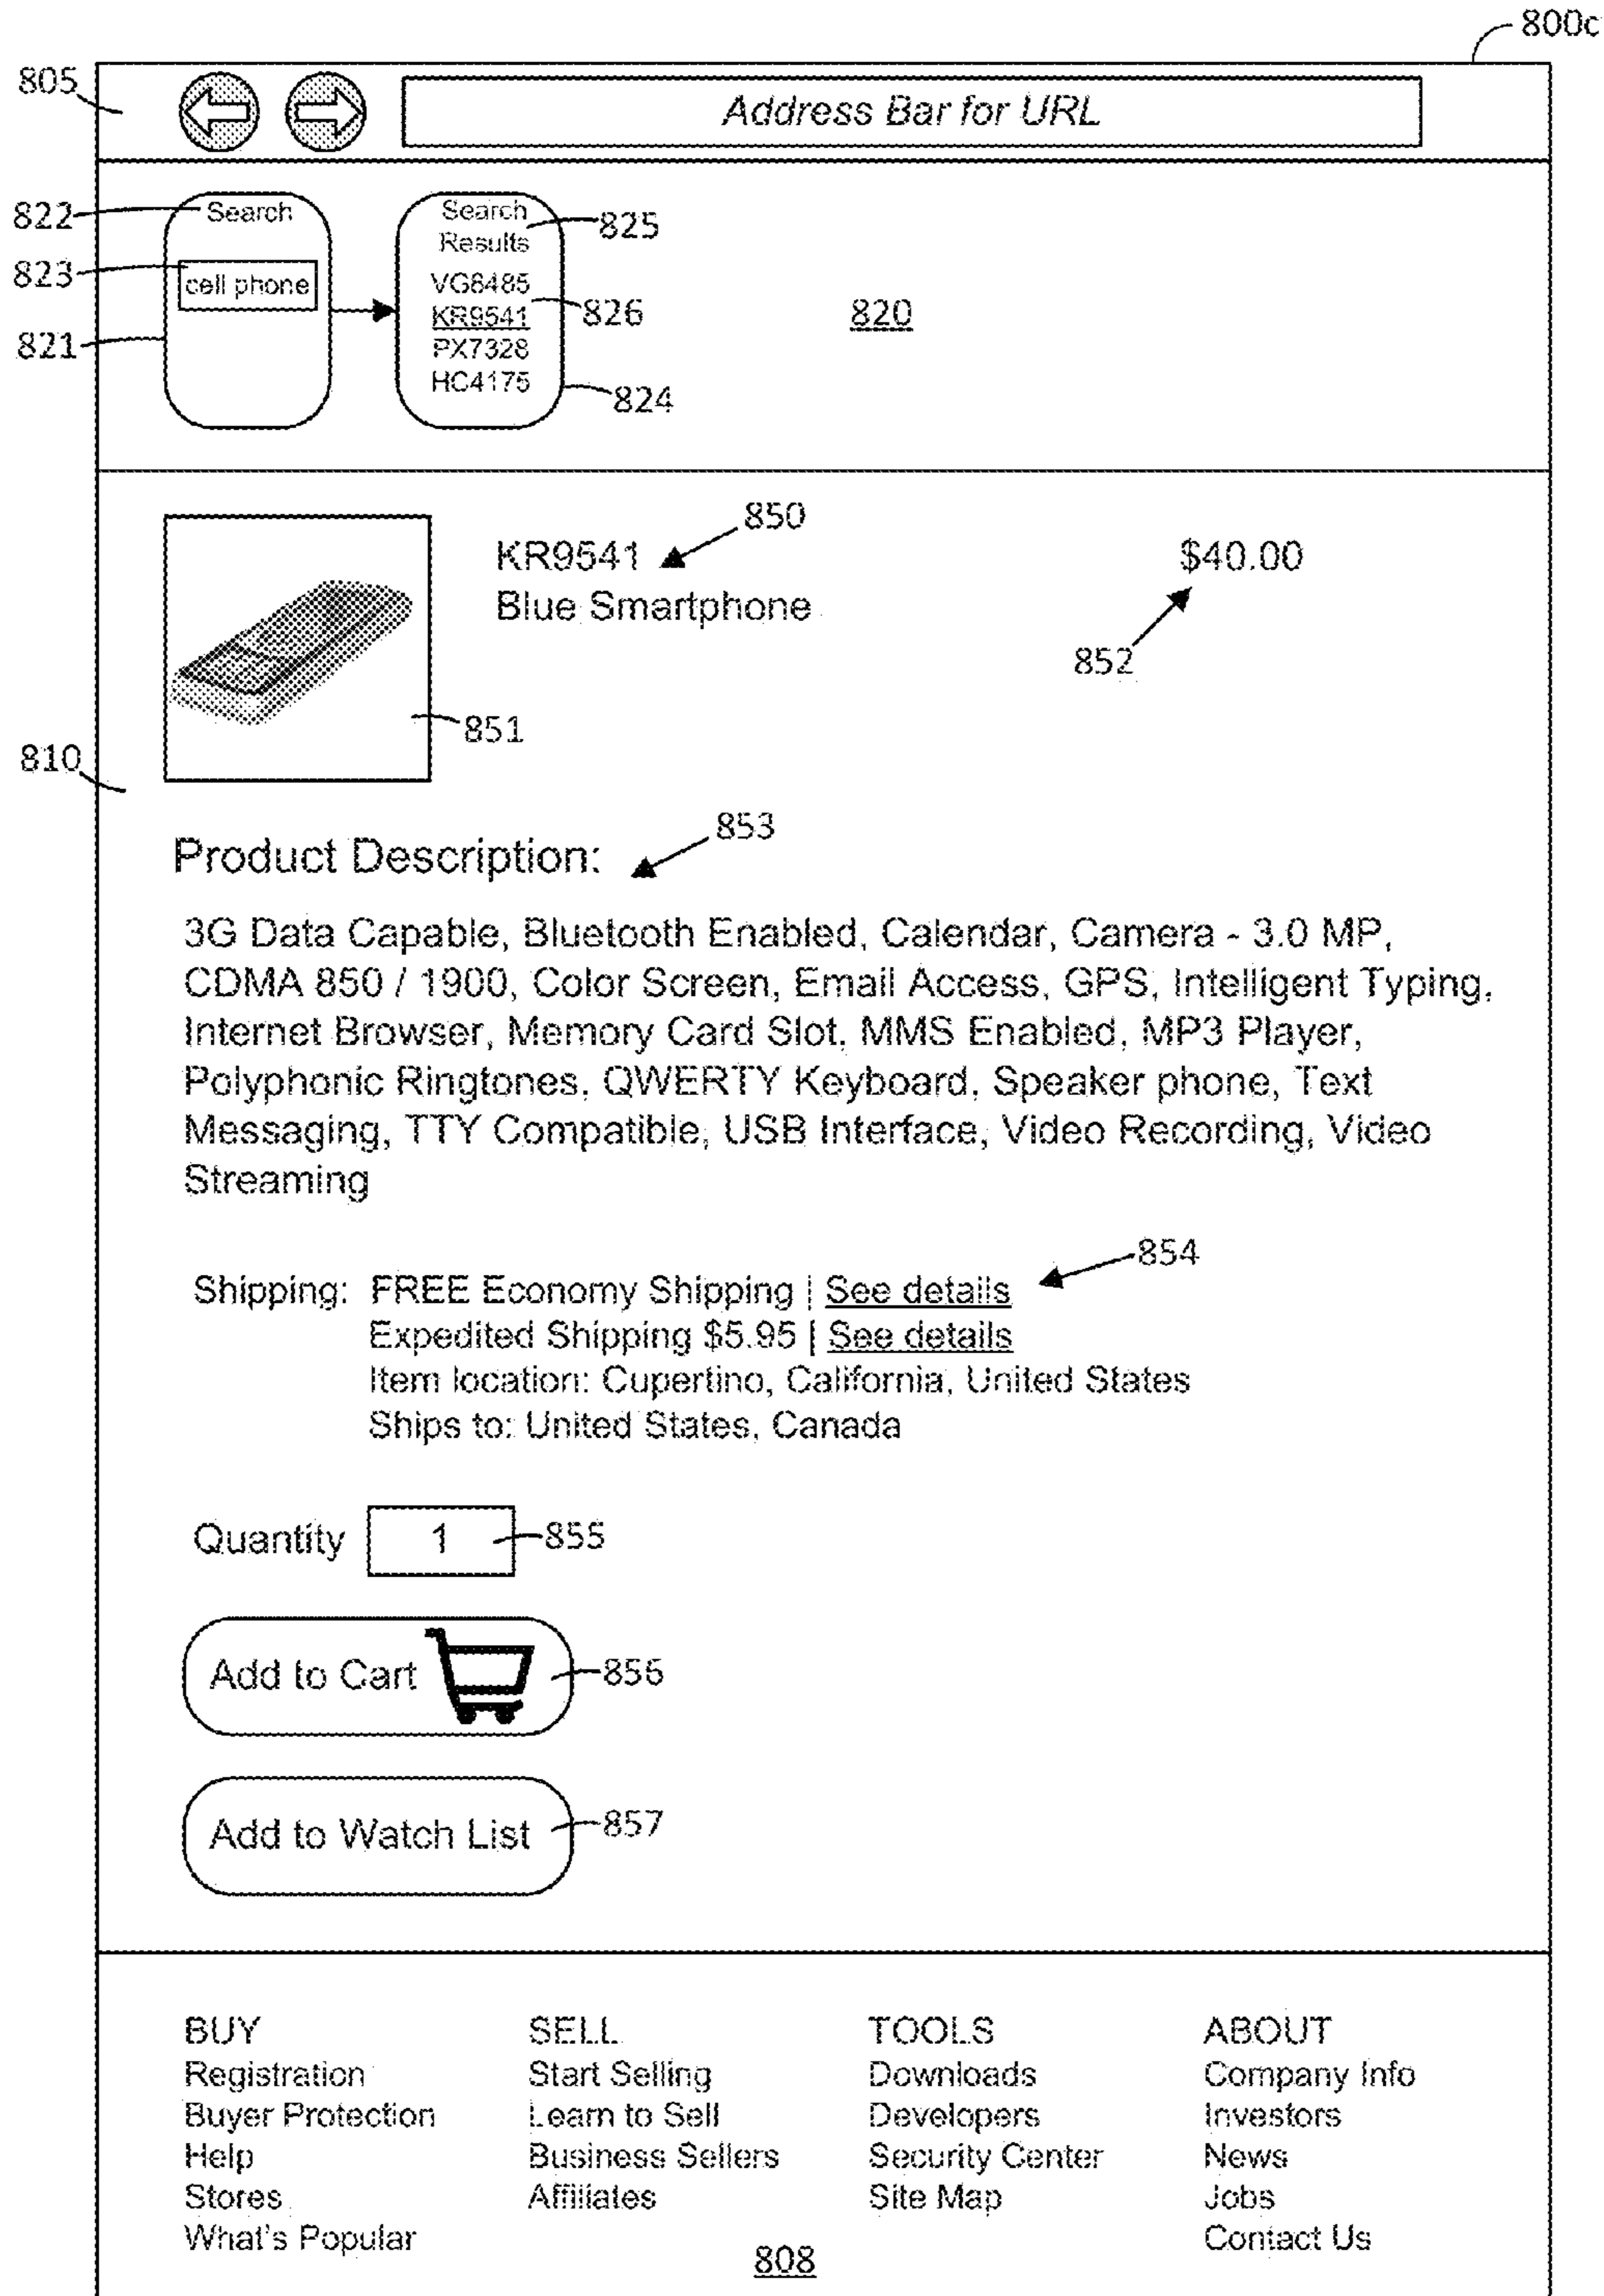 800c
805
Address Bar for URL
822
Search
823
cell phone
821
Search
Results
825
VG8485
KR9541
PX7328
HC4175
826
824
820
850
KR9541
Blue Smartphone
$40.00
852
851
810
853
Product Description:
3G Data Capable, Bluetooth Enabled, Calendar, Camera - 3.0 MP,
CDMA 850 / 1900, Color Screen, Email Access, GPS, Intelligent Typing,
Internet Browser, Memory Card Slot, MMS Enabled, MP3 Player,
Polyphonic Ringtones, QWERTY Keyboard, Speaker phone, Text
Messaging, TTY Compatible, USB Interface, Video Recording, Video
Streaming
854
Shipping: FREE Economy Shipping | See details
Expedited Shipping $5.95 | See details
Item location: Cupertino, California, United States
Ships to: United States, Canada
Quantity 1 855
Add to Cart 856
Add to Watch List 857
BUY
Registration
Buyer Protection
Help
Stores
What's Popular
SELL
Start Selling
Learn to Sell
Business Sellers
Affiliates
TOOLS
Downloads
Developers
Security Center
Site Map
ABOUT
Company Info
Investors
News
Jobs
Contact Us
808